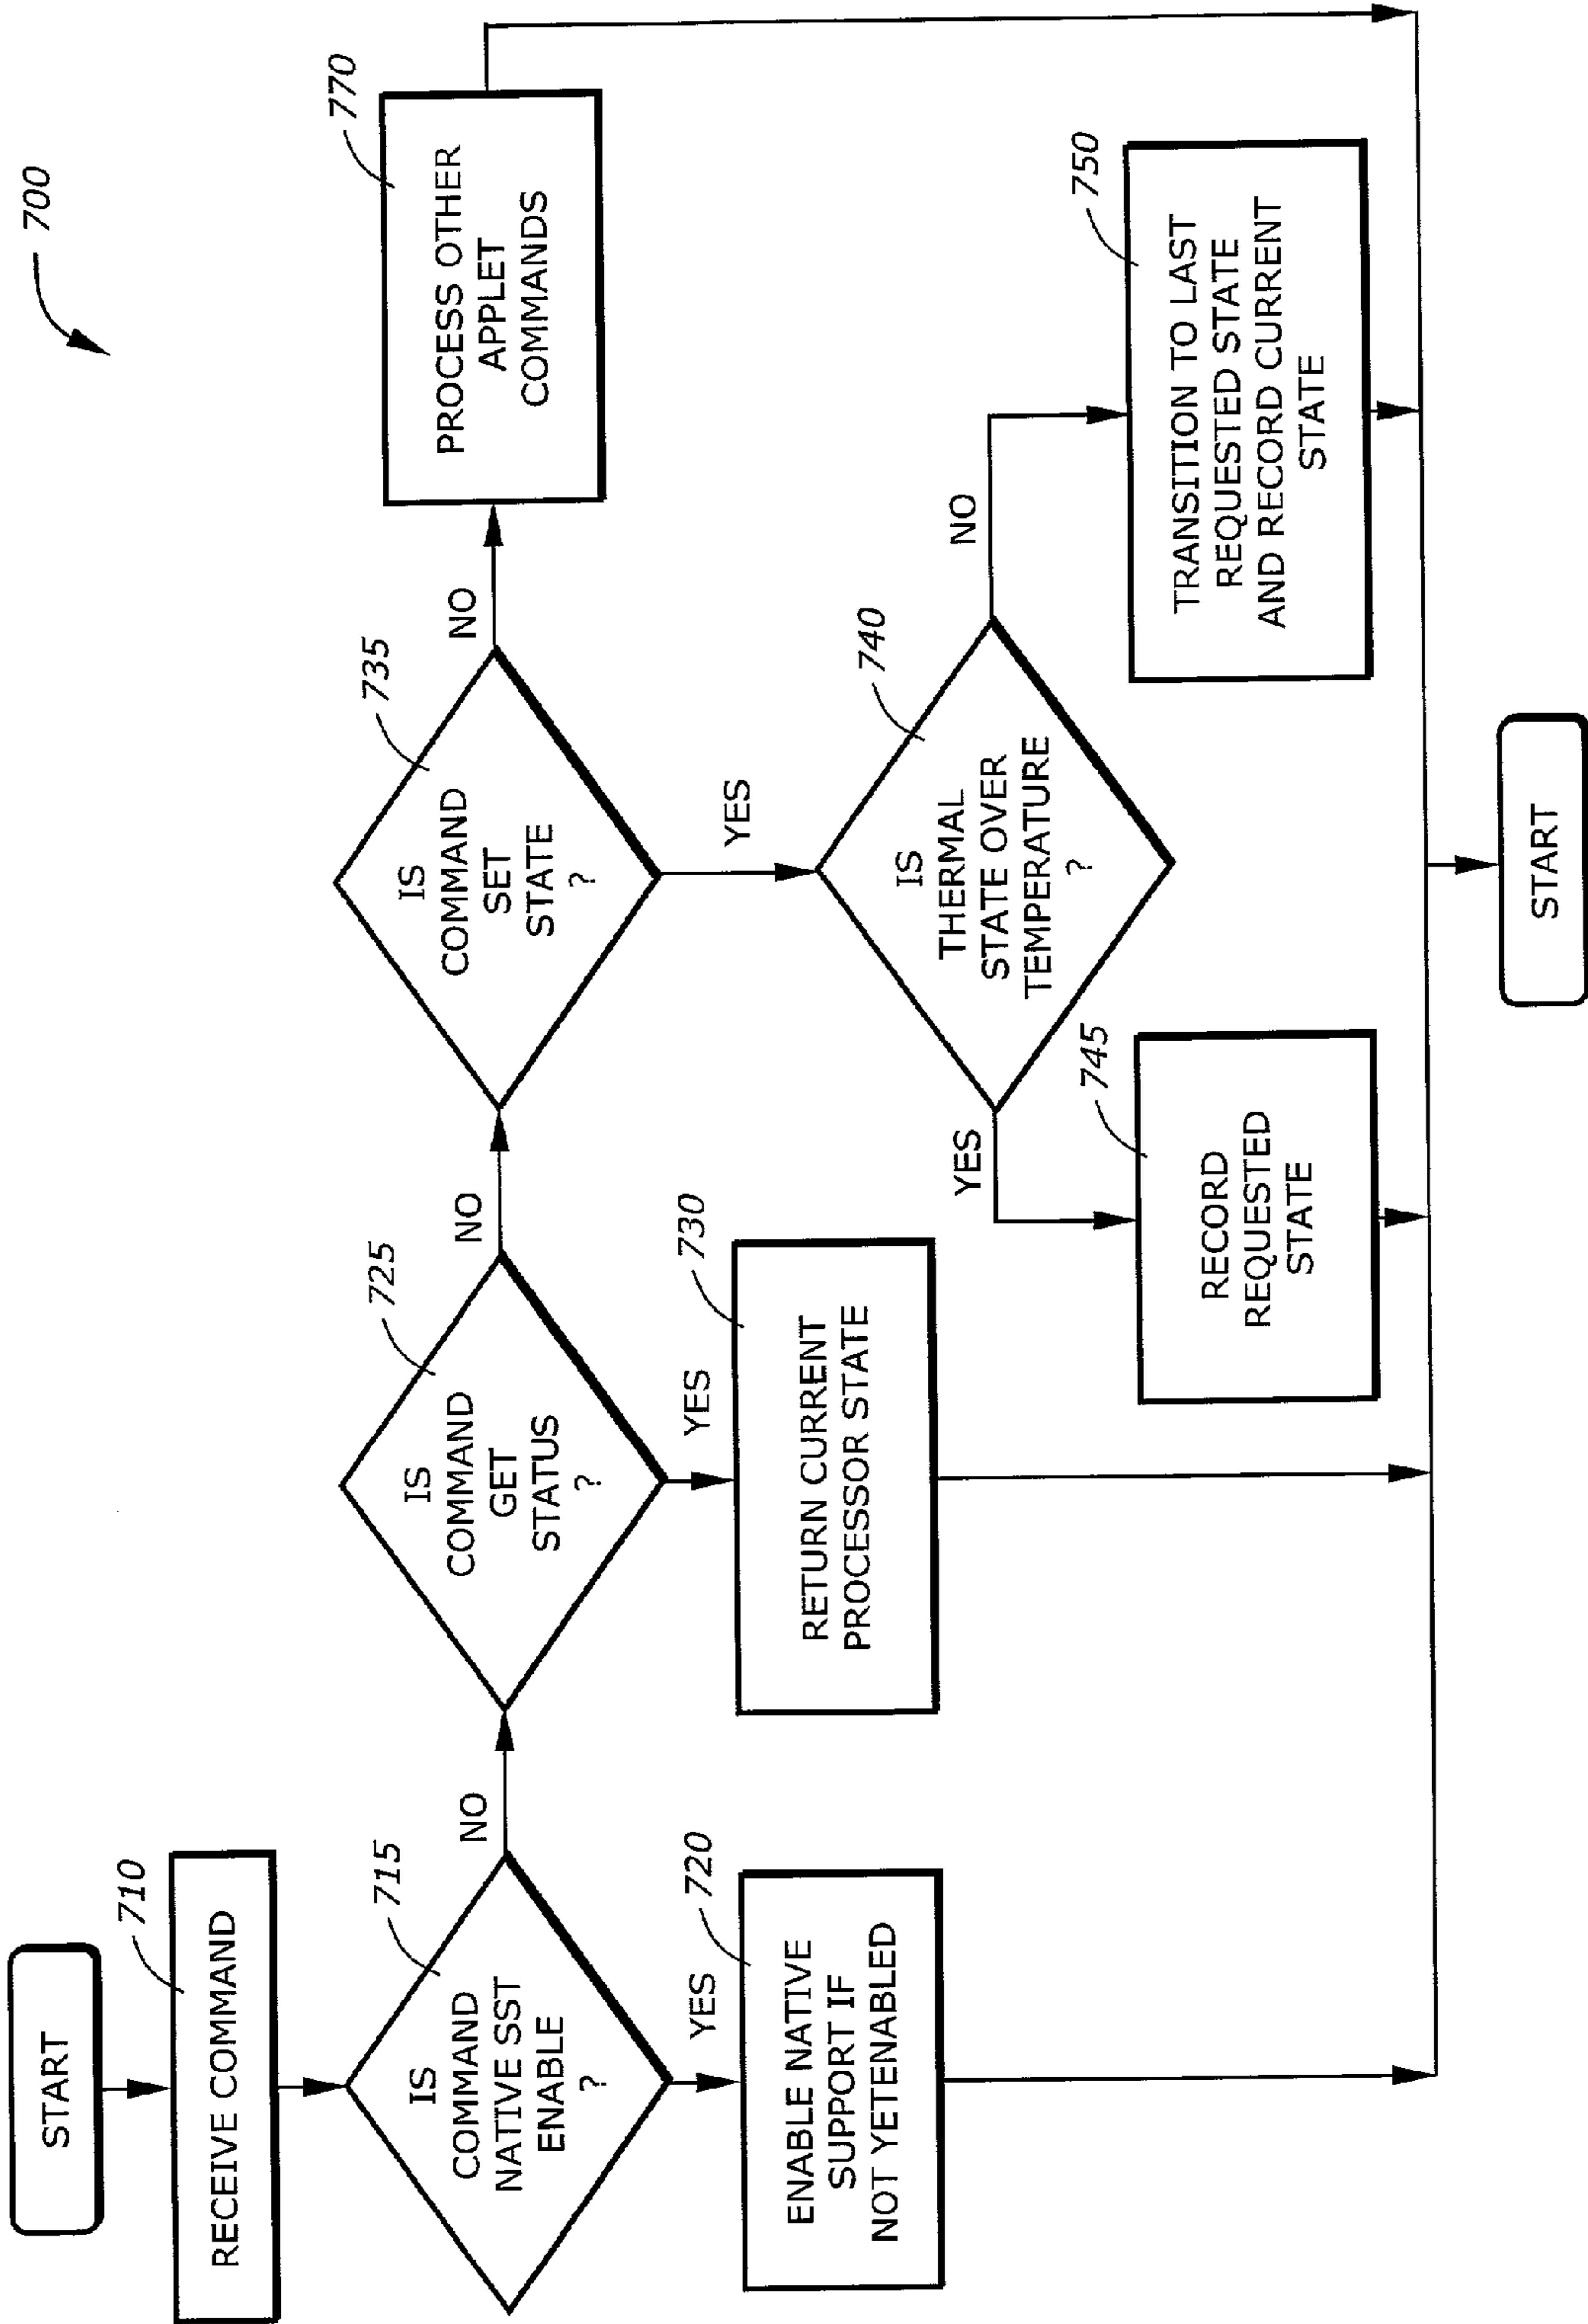 700
START
710
RECEIVE COMMAND
715
IS
COMMAND
NATIVE SST
ENABLE
?
NO
YES
720
ENABLE NATIVE
SUPPORT IF
NOT YETENABLED
725
IS
COMMAND
GET
STATUS
?
NO
YES
730
RETURN CURRENT
PROCESSOR STATE
735
IS
COMMAND
SET
STATE
?
NO
YES
770
PROCESS OTHER
APPLET
COMMANDS
740
IS
THERMAL
STATE OVER
TEMPERATURE
?
YES
NO
745
RECORD
REQUESTED
STATE
750
TRANSITION TO LAST
REQUESTED STATE
AND RECORD CURRENT
STATE
START